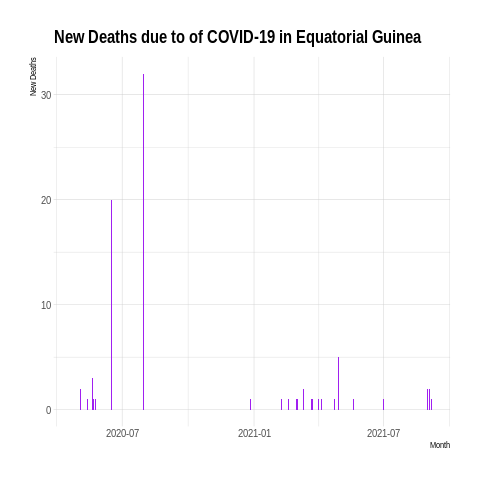 New Deaths due to of COVID-19 in Equatorial Guinea
New Deaths
30
20
10
0
2020-07 2021-01 2021-07
Month